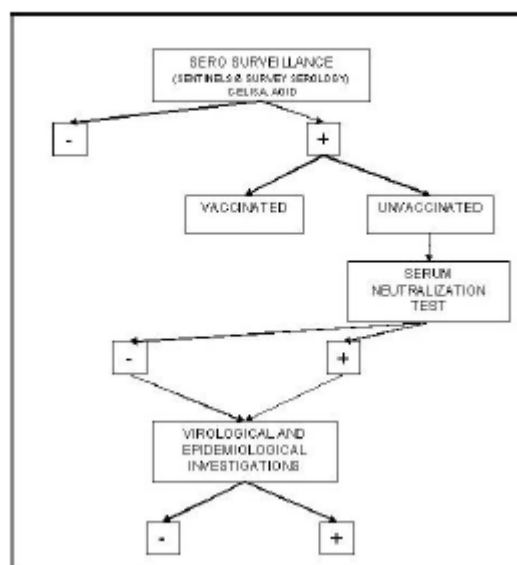 SERO SURVEILLANCE
(SENTINELS & SURVEY SEROLOGY)
C-ELISA, AGID
-
+
VACCINATED
UNVACCINATED
SERUM
NEUTRALIZATION
TEST
-
+
VIROLOGICAL AND
EPIDEMIOLOGICAL
INVESTIGATIONS
-
+